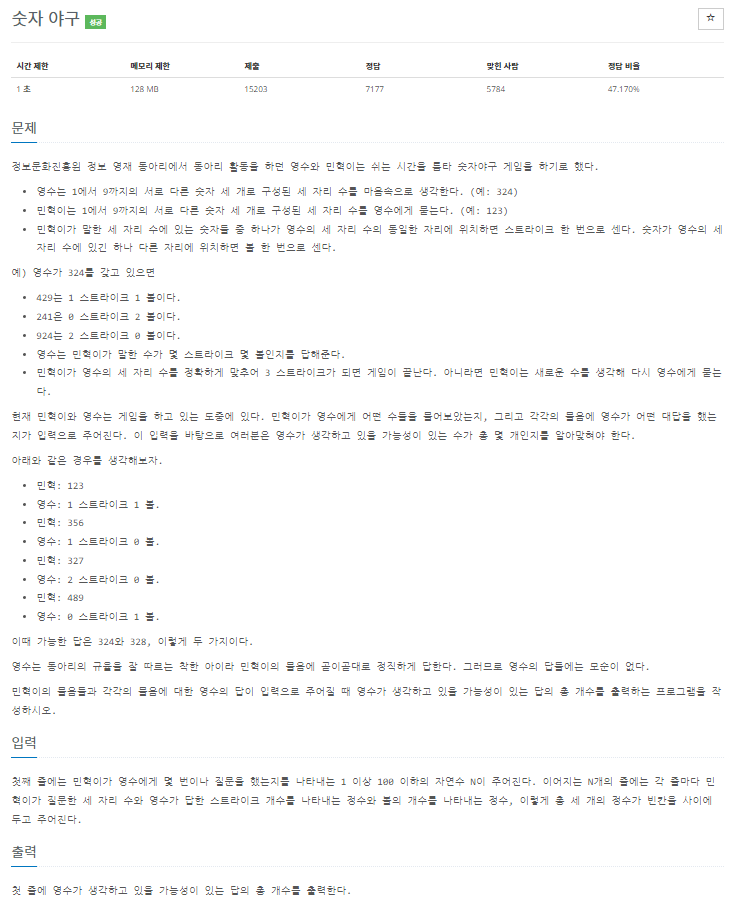 숫자 야구 성공
☆
시간 제한 메모리 제한 제출 정답 맞힌 사람 정답 비율
1 초 128 MB 15203 7177 5784 47.170%
문제
정보문화진흥원 정보 영재 동아리에서 동아리 활동을 하던 영수와 민혁이는 쉬는 시간을 틈타 숫자야구 게임을 하기로 했다.
• 영수는 1에서 9까지의 서로 다른 숫자 세 개로 구성된 세 자리 수를 마음속으로 생각한다. (예: 324)
• 민혁이는 1에서 9까지의 서로 다른 숫자 세 개로 구성된 세 자리 수를 영수에게 묻는다. (예: 123)
• 민혁이가 말한 세 자리 수에 있는 숫자들 중 하나가 영수의 세 자리 수의 동일한 자리에 위치하면 스트라이크 한 번으로 센다. 숫자가 영수의 세
자리 수에 있긴 하나 다른 자리에 위치하면 볼 한 번으로 센다.
예) 영수가 324를 갖고 있으면
• 429는 1 스트라이크 1 볼이다.
• 241은 0 스트라이크 2 볼이다.
• 924는 2 스트라이크 0 볼이다.
• 영수는 민혁이가 말한 수가 몇 스트라이크 몇 볼인지를 답해준다.
• 민혁이가 영수의 세 자리 수를 정확하게 맞추어 3 스트라이크가 되면 게임이 끝난다. 아니라면 민혁이는 새로운 수를 생각해 다시 영수에게 묻는
다.
현재 민혁이와 영수는 게임을 하고 있는 도중에 있다. 민혁이가 영수에게 어떤 수들을 물어보았는지, 그리고 각각의 물음에 영수가 어떤 대답을 했는
지가 입력으로 주어진다. 이 입력을 바탕으로 여러분은 영수가 생각하고 있을 가능성이 있는 수가 총 몇 개인지를 알아맞혀야 한다.
아래와 같은 경우를 생각해보자.
• 민혁: 123
• 영수: 1 스트라이크 1 볼.
• 민혁: 356
• 영수: 1 스트라이크 0 볼.
• 민혁: 327
• 영수: 2 스트라이크 0 볼.
• 민혁: 489
• 영수: 0 스트라이크 1 볼.
이때 가능한 답은 324와 328, 이렇게 두 가지이다.
영수는 동아리의 규율을 잘 따르는 착한 아이라 민혁이의 물음에 곧이곧대로 정직하게 답한다. 그러므로 영수의 답들에는 모순이 없다.
민혁이의 물음들과 각각의 물음에 대한 영수의 답이 입력으로 주어질 때 영수가 생각하고 있을 가능성이 있는 답의 총 개수를 출력하는 프로그램을 작
성하시오.
입력
첫째 줄에는 민혁이가 영수에게 몇 번이나 질문을 했는지를 나타내는 1 이상 100 이하의 자연수 N이 주어진다. 이어지는 N개의 줄에는 각 줄마다 민
혁이가 질문한 세 자리 수와 영수가 답한 스트라이크 개수를 나타내는 정수와 볼의 개수를 나타내는 정수, 이렇게 총 세 개의 정수가 빈칸을 사이에
두고 주어진다.
출력
첫 줄에 영수가 생각하고 있을 가능성이 있는 답의 총 개수를 출력한다.